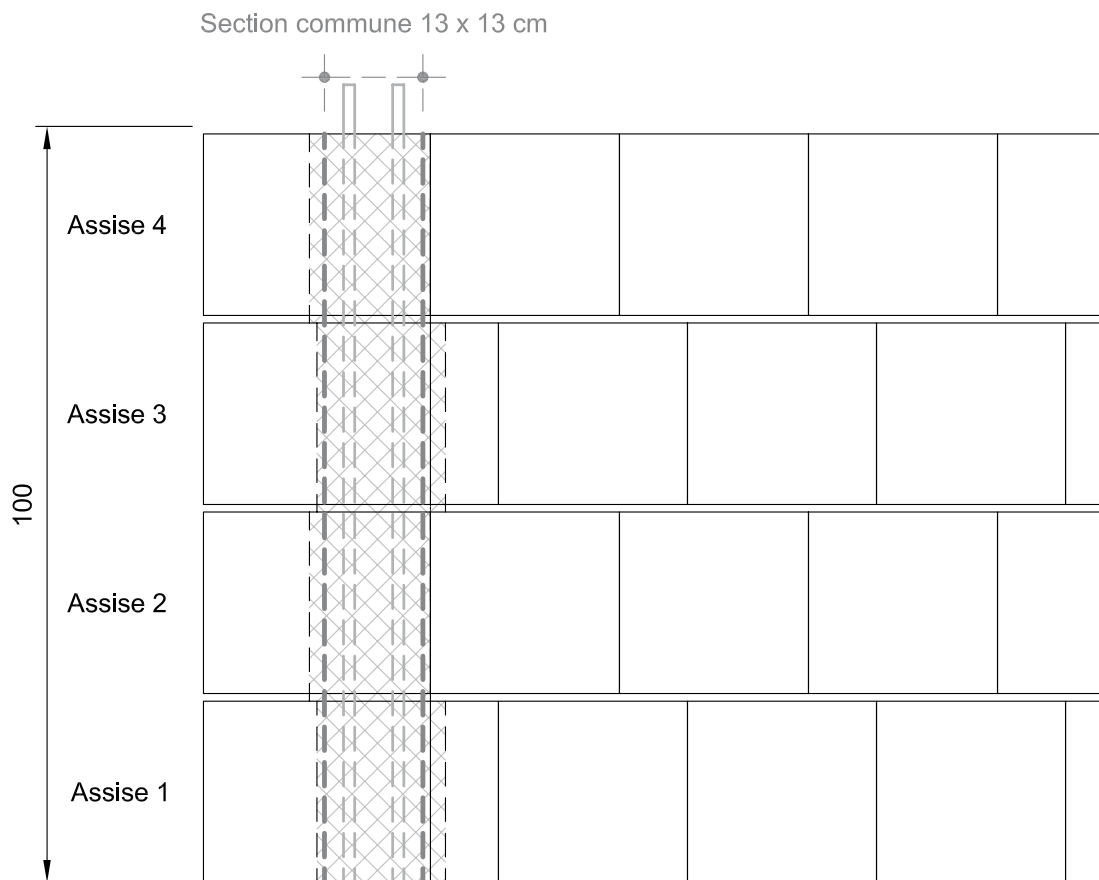 Section commune 13 x 13 cm
Assise 4
Assise 3
100
Assise 2
Assise 1